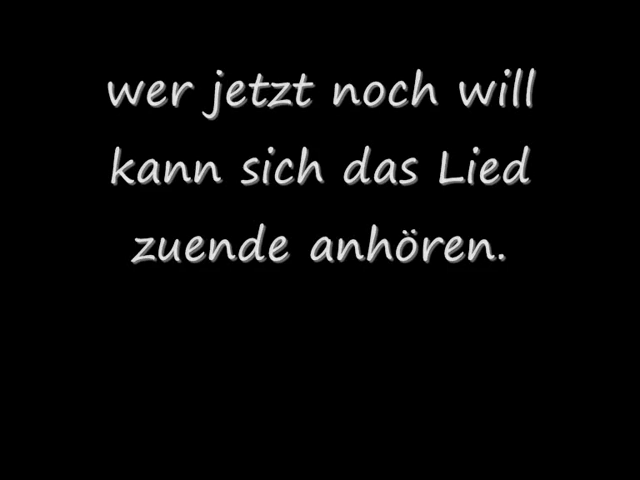 wer jetzt noch will
kann sich das Lied
zuende anhören.